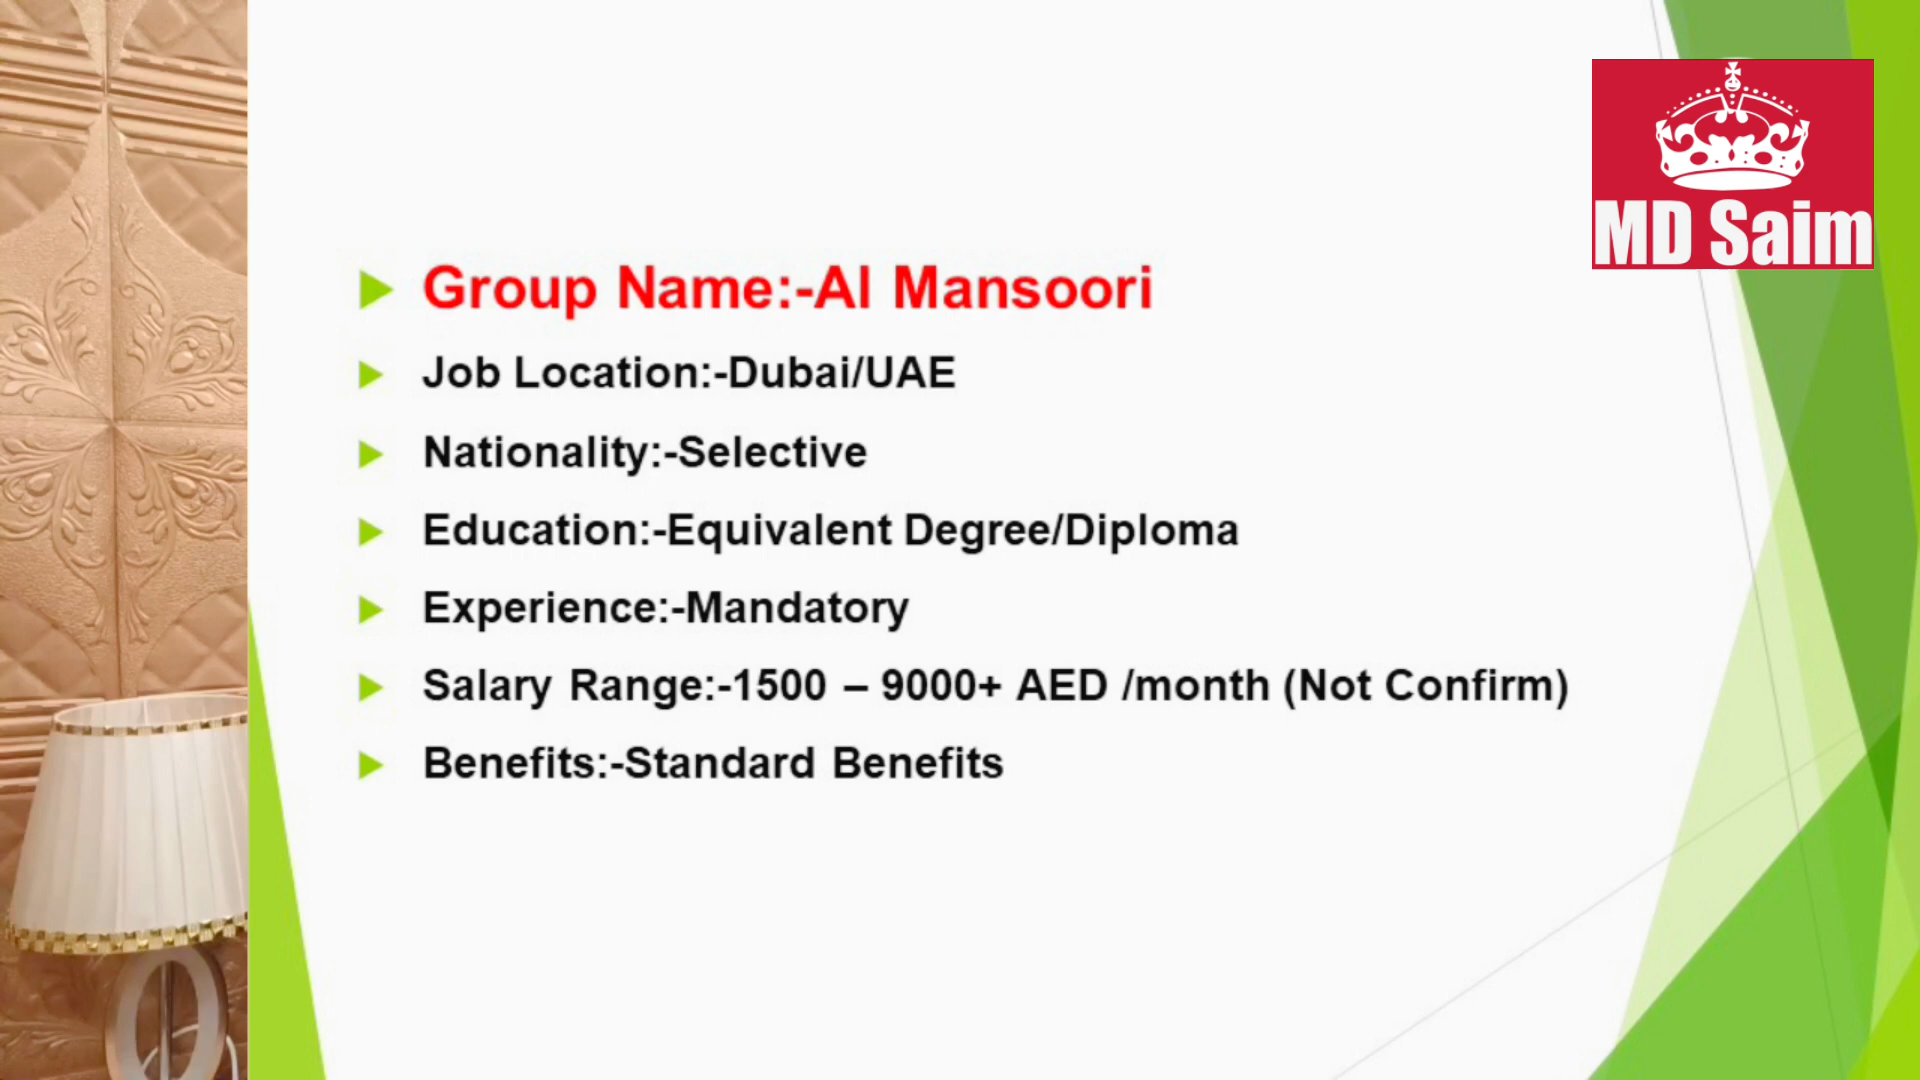 MD Saim
Group Name:-Al Mansoori
Job Location:-Dubai/UAE
Nationality:-Selective
Education:-Equivalent Degree/Diploma
Experience:-Mandatory
Salary Range:-1500 – 9000+ AED /month (Not Confirm)
Benefits:-Standard Benefits